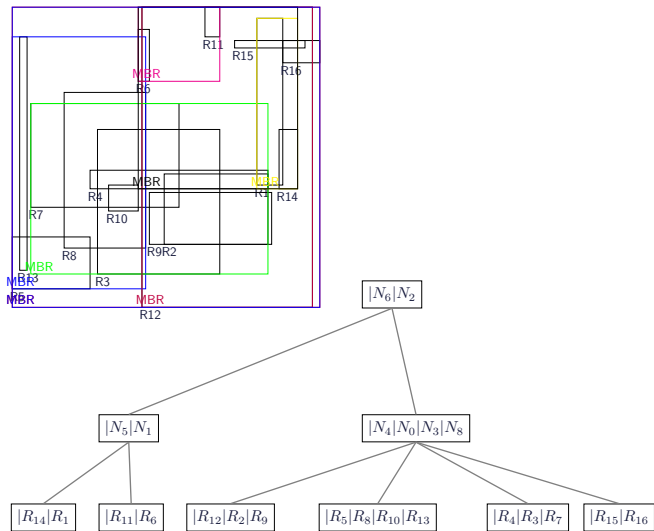 R11
R15
R16
MBR
R6
MBR
MBR
R4
R1
R14
R10
R7
R9
R2
R8
MBR
R13
R3
MBR
R5
MBR
MBR
R12
|N₆|N₂
|N₅|N₁
|N₄|N₀|N₃|N₈
|R₁₄|R₁
|R₁₁|R₆
|R₁₂|R₂|R₉
|R₅|R₈|R₁₀|R₁₃
|R₄|R₃|R₇
|R₁₅|R₁₆